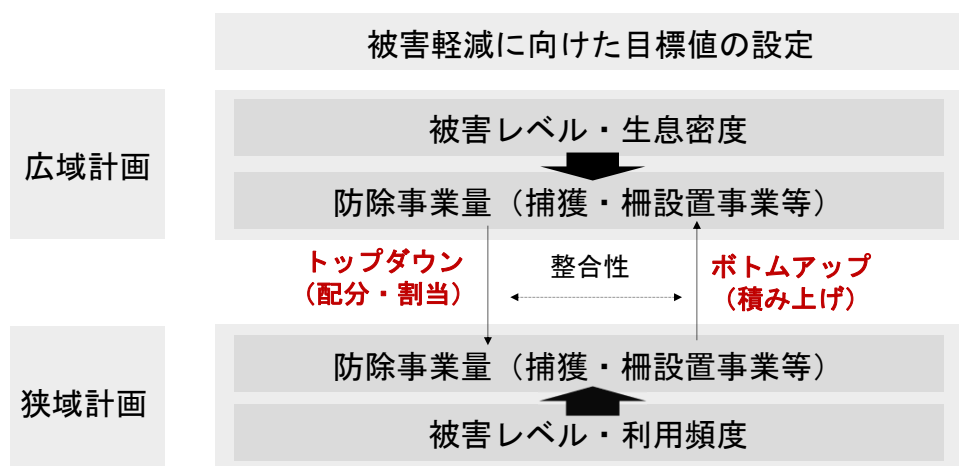 被害軽減に向けた目標値の設定
広域計画
被害レベル・生息密度
防除事業量（捕獲・柵設置事業等）
トップダウン
（配分・割当）
整合性
ボトムアップ
（積み上げ）
狭域計画
防除事業量（捕獲・柵設置事業等）
被害レベル・利用頻度